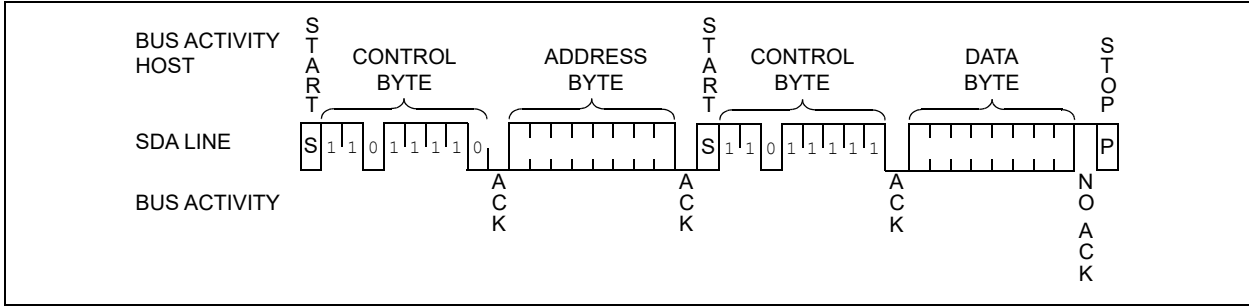 BUS ACTIVITY
HOST
START
CONTROL
BYTE
ADDRESS
BYTE
START
CONTROL
BYTE
DATA
BYTE
STOP
SDA LINE
S 1 1 0 1 1 1 1 0
S 1 1 0 1 1 1 1 1
P
BUS ACTIVITY
ACK
ACK
ACK
NO ACK